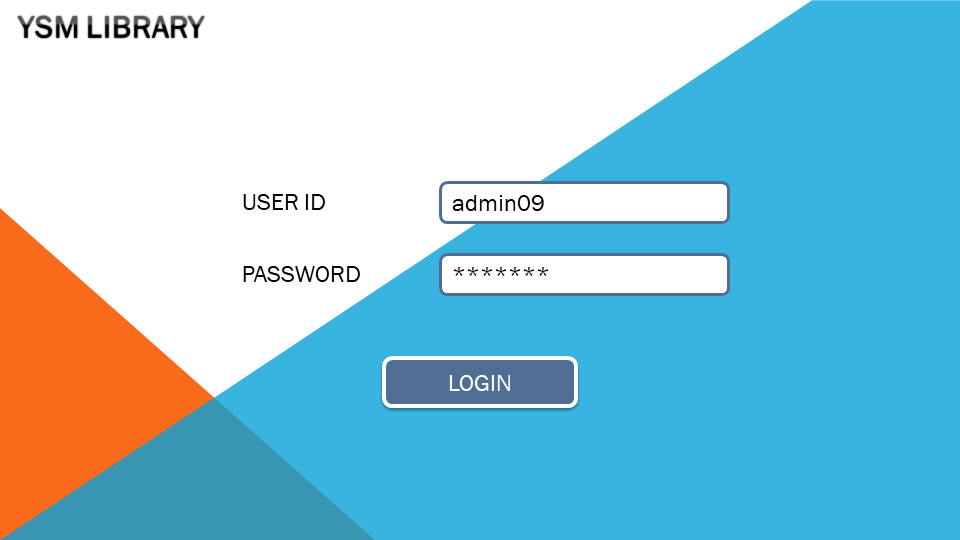 YSM LIBRARY
USER ID
admin09
PASSWORD
*******
LOGIN